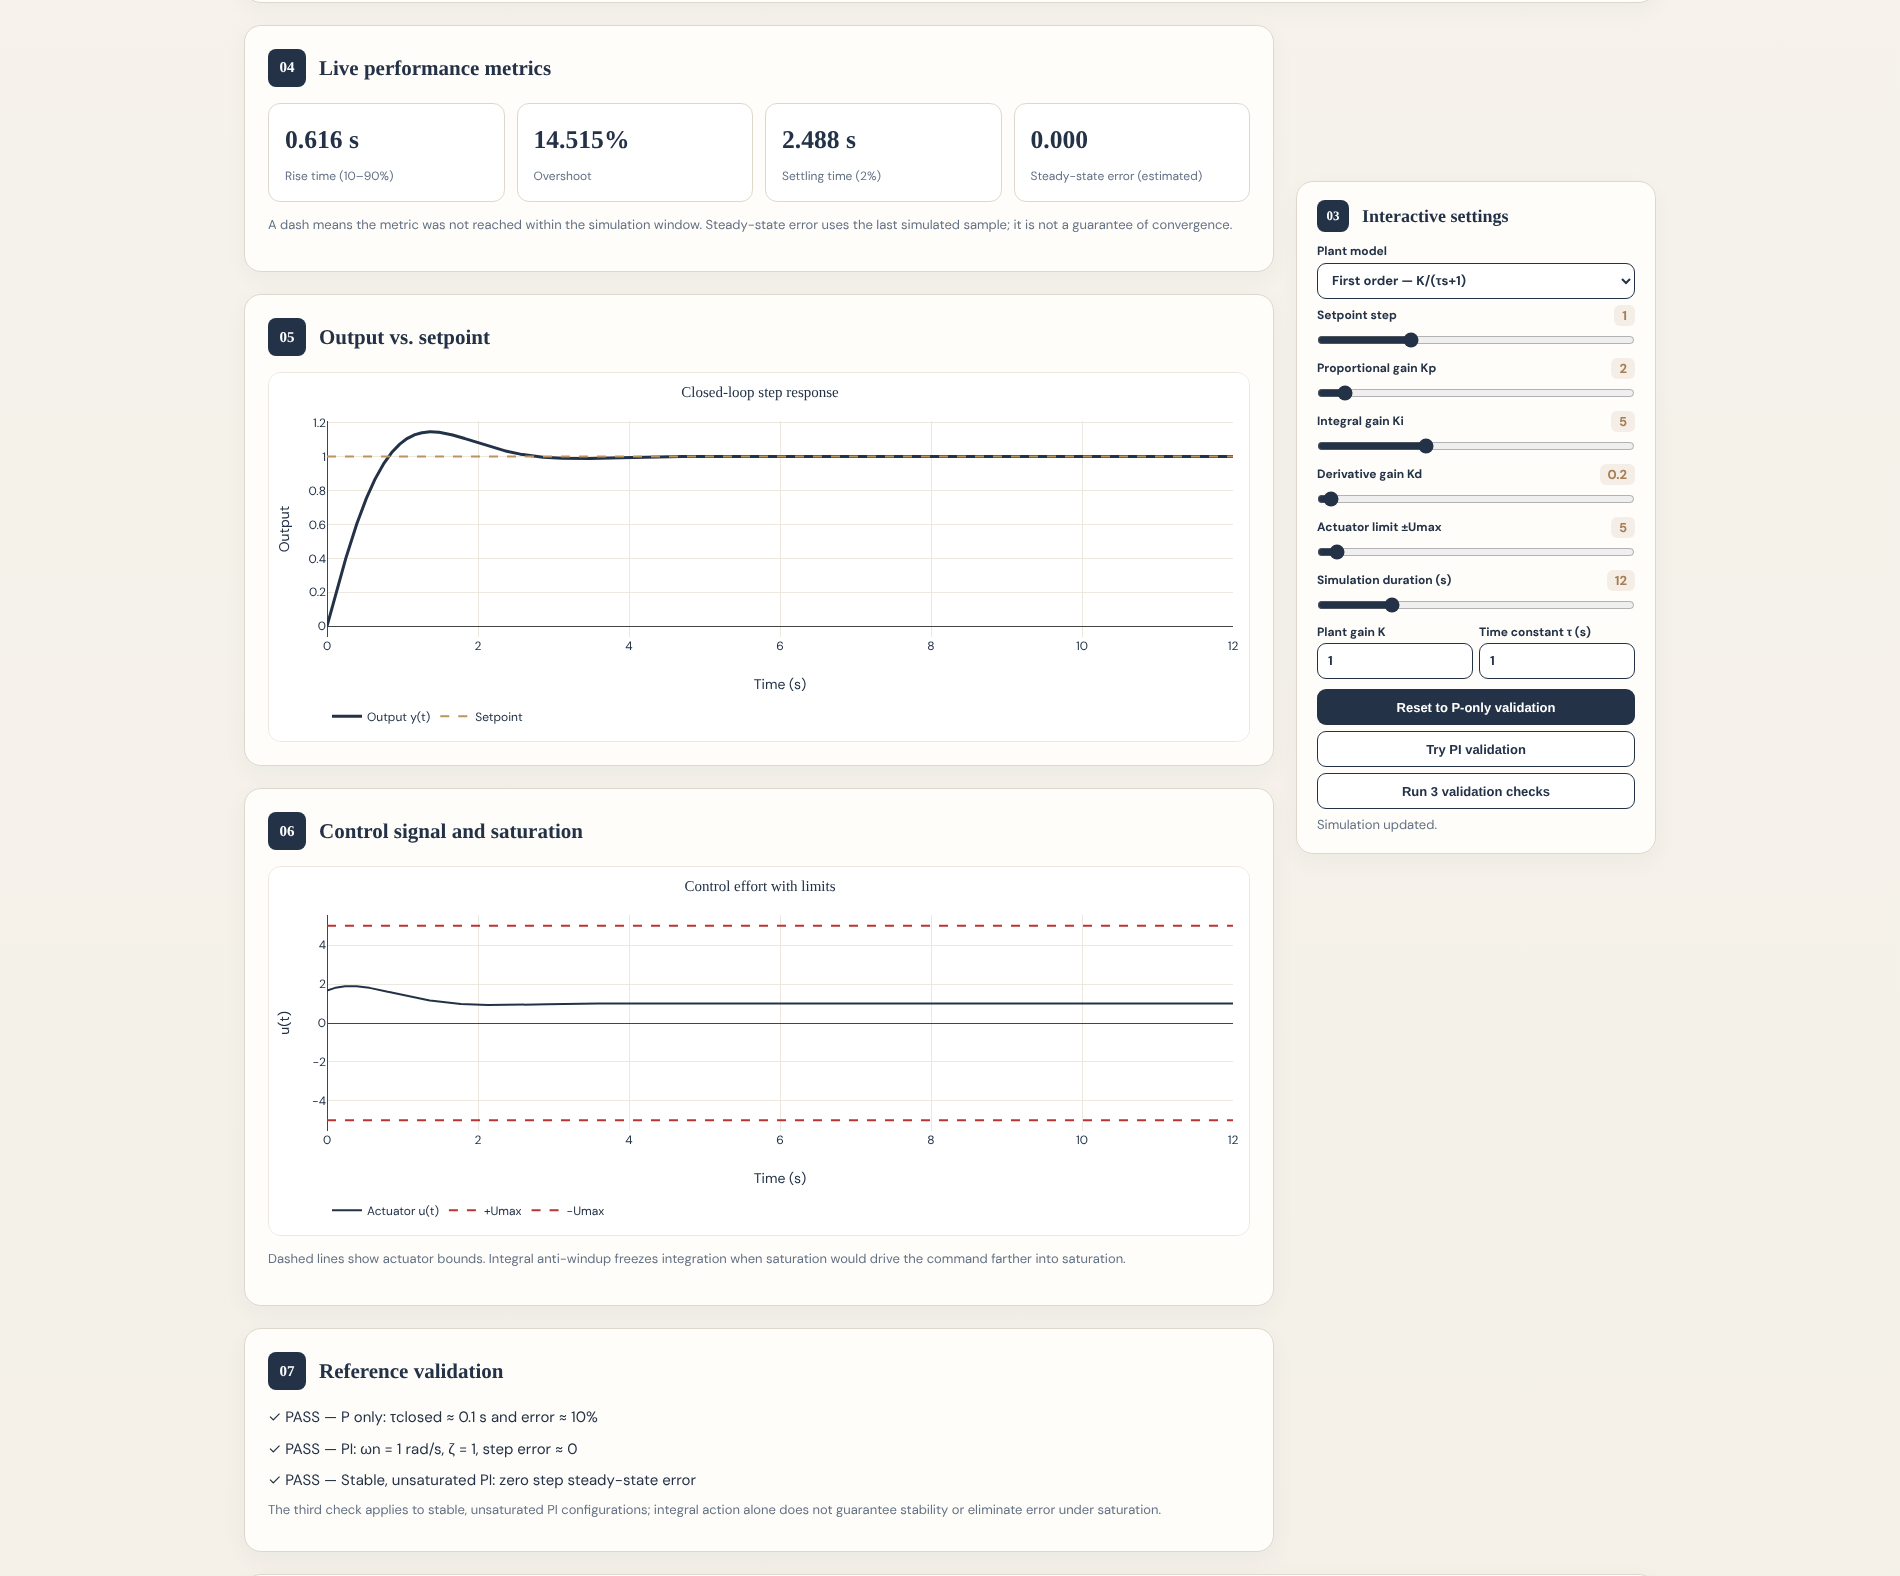 04
Live performance metrics
0.616 s
Rise time (10–90%)
14.515%
Overshoot
2.488 s
Settling time (2%)
0.000
Steady-state error (estimated)
A dash means the metric was not reached within the simulation window. Steady-state error uses the last simulated sample; it is not a guarantee of convergence.
05
Output vs. setpoint
Closed-loop step response
1.2
1
0.8
0.6
0.4
0.2
0
Output
0 2 4 6 8 10 12
Time (s)
Output y(t) Setpoint
06
Control signal and saturation
Control effort with limits
4
2
0
−2
−4
u(t)
0 2 4 6 8 10 12
Time (s)
Actuator u(t) +Umax -Umax
Dashed lines show actuator bounds. Integral anti-windup freezes integration when saturation would drive the command farther into saturation.
07
Reference validation
✓ PASS — P only: τclosed ≈ 0.1 s and error ≈ 10%
✓ PASS — PI: ωn = 1 rad/s, ζ = 1, step error ≈ 0
✓ PASS — Stable, unsaturated PI: zero step steady-state error
The third check applies to stable, unsaturated PI configurations; integral action alone does not guarantee stability or eliminate error under saturation.
03
Interactive settings
Plant model
First order — K/(τs+1)
Setpoint step 1
Proportional gain Kp 2
Integral gain Ki 5
Derivative gain Kd 0.2
Actuator limit ±Umax 5
Simulation duration (s) 12
Plant gain K Time constant τ (s)
1 1
Reset to P-only validation
Try PI validation
Run 3 validation checks
Simulation updated.